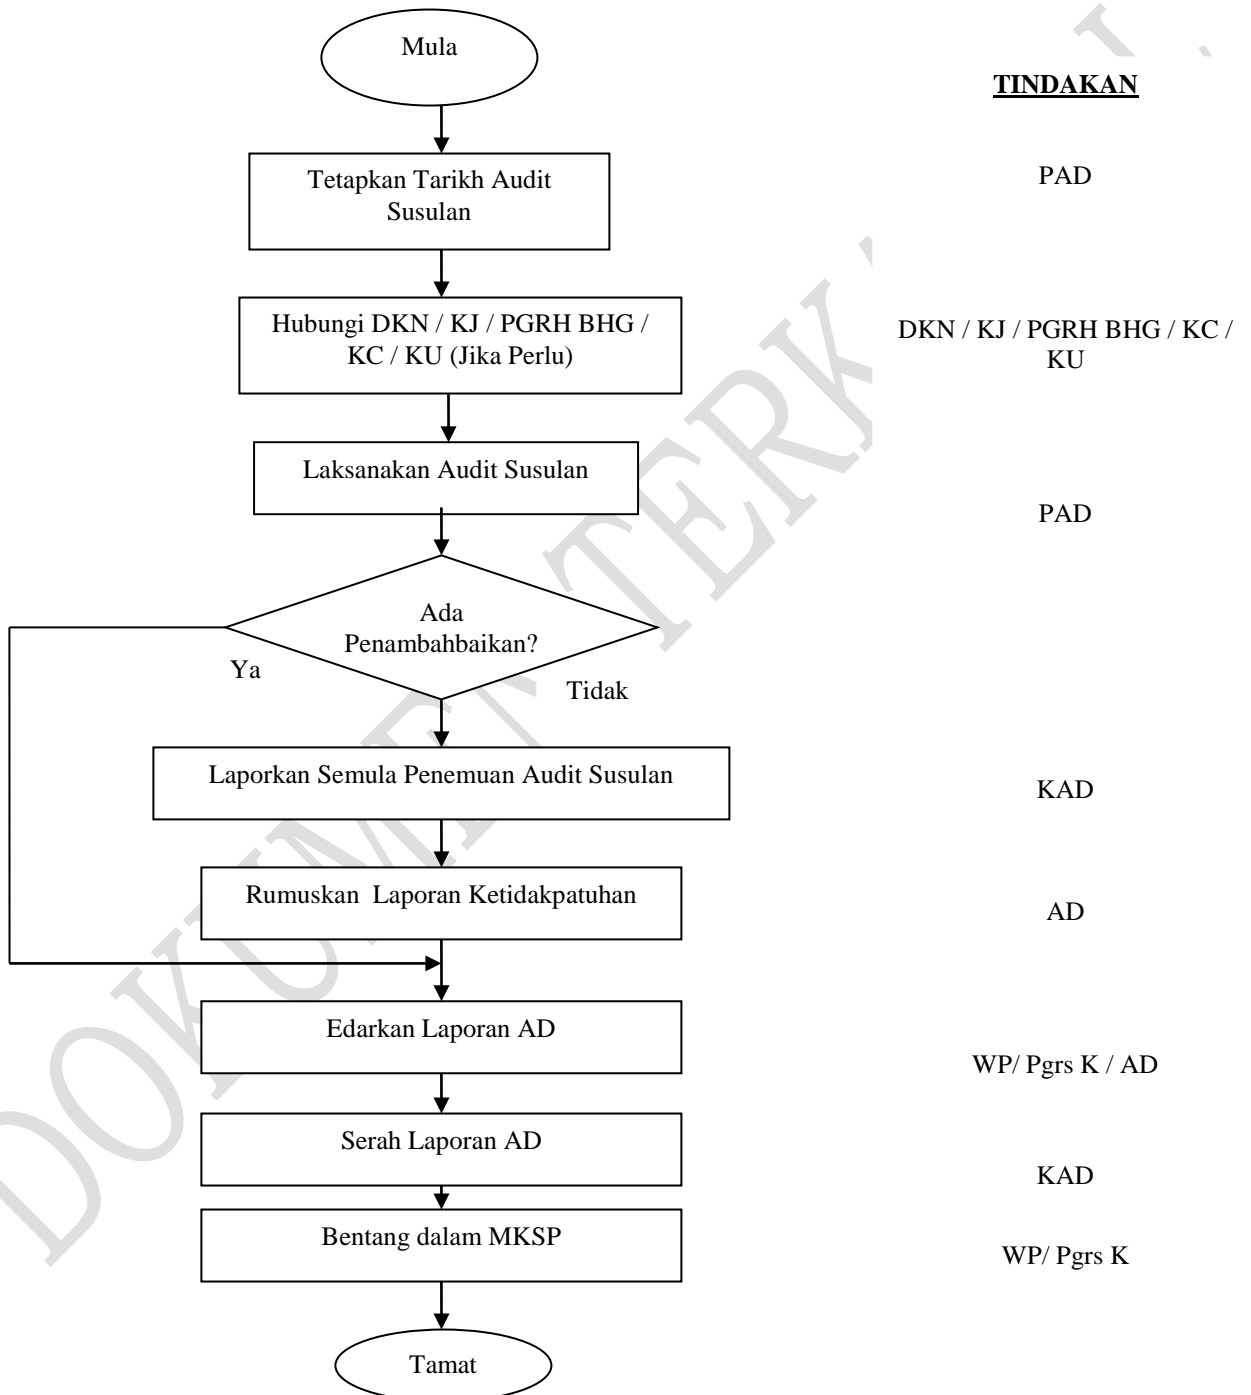 Mula
TINDAKAN
Tetapkan Tarikh Audit
Susulan
PAD
Hubungi DKN / KJ / PGRH BHG /
KC / KU (Jika Perlu)
DKN / KJ / PGRH BHG / KC /
KU
Laksanakan Audit Susulan
PAD
Ada
Penambahbaikan?
Ya
Tidak
Laporkan Semula Penemuan Audit Susulan
KAD
Rumuskan Laporan Ketidakpatuhan
AD
Edarkan Laporan AD
WP/ Pgrs K / AD
Serah Laporan AD
KAD
Bentang dalam MKSP
WP/ Pgrs K
Tamat
DOKUMEN TERK